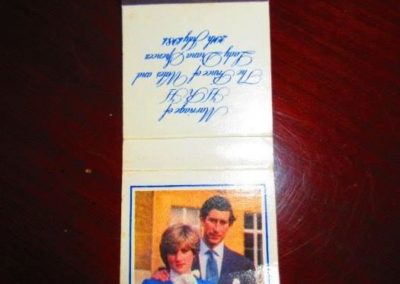 Marriage of
H R H
The Prince of Wales and
Lady Diana Spencer
29th July 1981